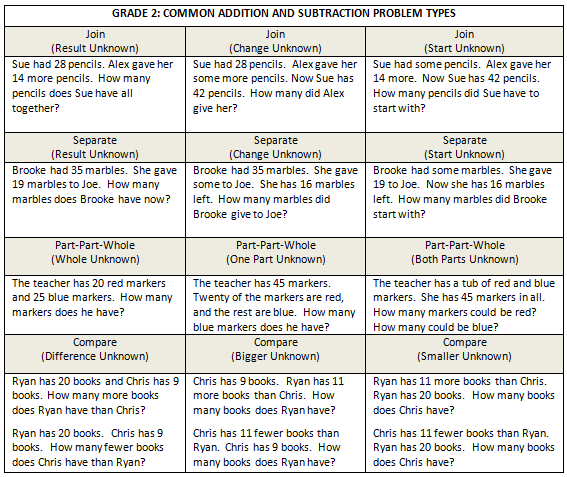 GRADE 2: COMMON ADDITION AND SUBTRACTION PROBLEM TYPES
Join
(Result Unknown)
Join
(Change Unknown)
Join
(Start Unknown)
Sue had 28 pencils. Alex gave her
14 more pencils. How many
pencils does Sue have all
together?
Sue had 28 pencils. Alex gave her
some more pencils. Now Sue has
42 pencils. How many did Alex
give her?
Sue had some pencils. Alex gave her
14 more. Now Sue has 42 pencils.
How many pencils did Sue have to
start with?
Separate
(Result Unknown)
Separate
(Change Unknown)
Separate
(Start Unknown)
Brooke had 35 marbles. She gave
19 marbles to Joe. How many
marbles does Brooke have now?
Brooke had 35 marbles. She gave
some to Joe. She has 16 marbles
left. How many marbles did
Brooke give to Joe?
Brooke had some marbles. She gave
19 to Joe. Now she has 16 marbles
left. How many marbles did Brooke
start with?
Part-Part-Whole
(Whole Unknown)
Part-Part-Whole
(One Part Unknown)
Part-Part-Whole
(Both Parts Unknown)
The teacher has 20 red markers
and 25 blue markers. How many
markers does he have?
The teacher has 45 markers.
Twenty of the markers are red,
and the rest are blue. How many
blue markers does he have?
The teacher has a tub of red and blue
markers. She has 45 markers in all.
How many markers could be red?
How many could be blue?
Compare
(Difference Unknown)
Compare
(Bigger Unknown)
Compare
(Smaller Unknown)
Ryan has 20 books and Chris has 9
books. How many more books
does Ryan have than Chris?
Ryan has 20 books. Chris has 9
books. How many fewer books
does Chris have than Ryan?
Chris has 9 books. Ryan has 11
more books than Chris. How
many books does Ryan have?
Chris has 11 fewer books than
Ryan. Chris has 9 books. How
many books does Ryan have?
Ryan has 11 more books than Chris.
Ryan has 20 books. How many books
does Chris have?
Chris has 11 fewer books than Ryan.
Ryan has 20 books. How many books
does Chris have?